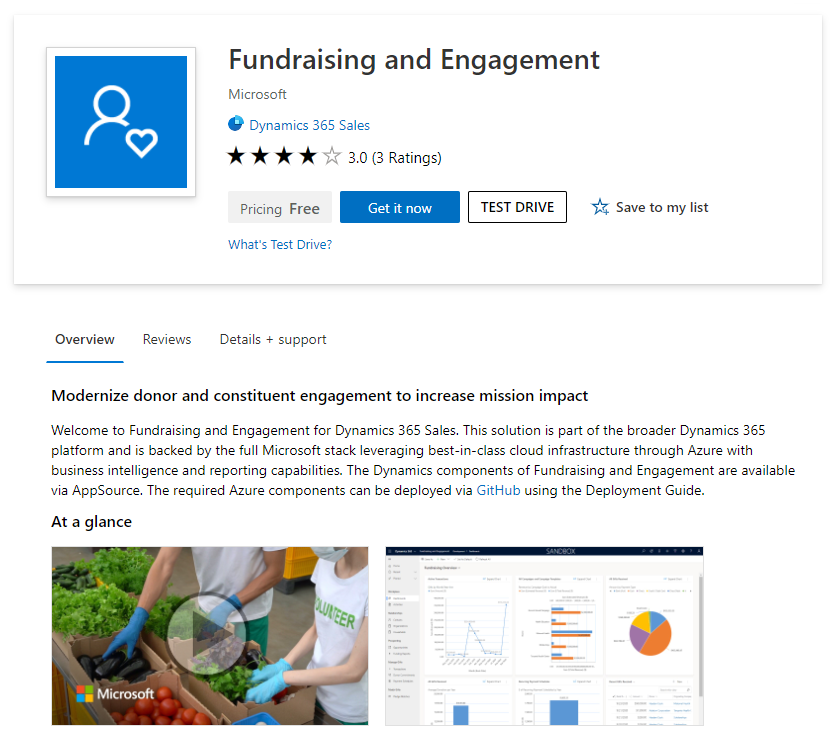 Fundraising and Engagement
Microsoft
Dynamics 365 Sales
3.0 (3 Ratings)
Pricing Free
Get it now
TEST DRIVE
Save to my list
What's Test Drive?
Overview
Reviews
Details + support
Modernize donor and constituent engagement to increase mission impact
Welcome to Fundraising and Engagement for Dynamics 365 Sales. This solution is part of the broader Dynamics 365
platform and is backed by the full Microsoft stack leveraging best-in-class cloud infrastructure through Azure with
business intelligence and reporting capabilities. The Dynamics components of Fundraising and Engagement are available
via AppSource. The required Azure components can be deployed via GitHub using the Deployment Guide.
At a glance
VOLUNTEER
Microsoft
SANDBOX
Fundraising Overview